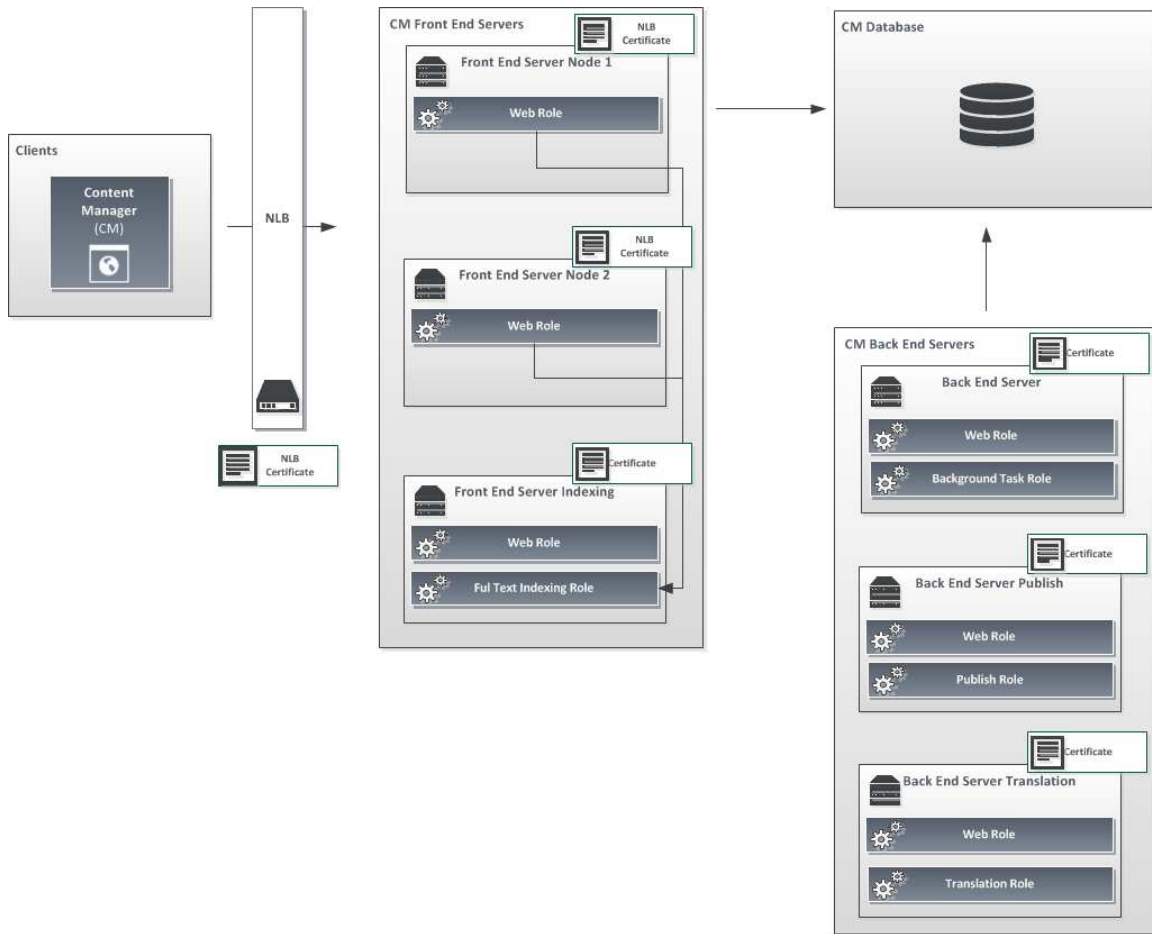 Clients
Content
Manager
(CM)
NLB
NLB
Certificate
CM Front End Servers
NLB
Certificate
Front End Server Node 1
Web Role
NLB
Certificate
Front End Server Node 2
Web Role
Certificate
Front End Server Indexing
Web Role
Ful Text Indexing Role
CM Database
CM Back End Servers
Certificate
Back End Server
Web Role
Background Task Role
Certificate
Back End Server Publish
Web Role
Publish Role
Certificate
Back End Server Translation
Web Role
Translation Role